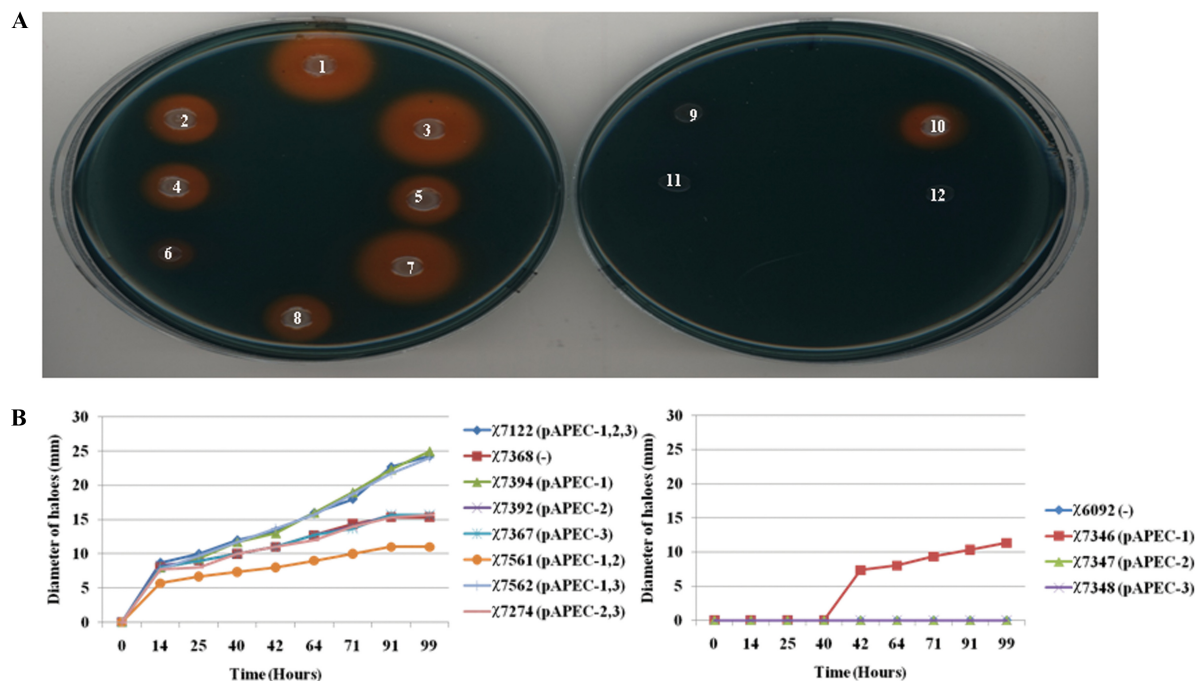 A
1
2
3
4
5
6
7
8
9
10
11
12
B
Diameter of haloes (mm)
30
25
20
15
10
5
0
0 14 25 40 42 64 71 91 99
Time (Hours)
χ7122 (pAPEC-1,2,3)
χ7368 (-)
χ7394 (pAPEC-1)
χ7392 (pAPEC-2)
χ7367 (pAPEC-3)
χ7561 (pAPEC-1,2)
χ7562 (pAPEC-1,3)
χ7274 (pAPEC-2,3)
Diameter of haloes (mm)
30
25
20
15
10
5
0
0 14 25 40 42 64 71 91 99
Time (Hours)
χ6092 (-)
χ7346 (pAPEC-1)
χ7347 (pAPEC-2)
χ7348 (pAPEC-3)